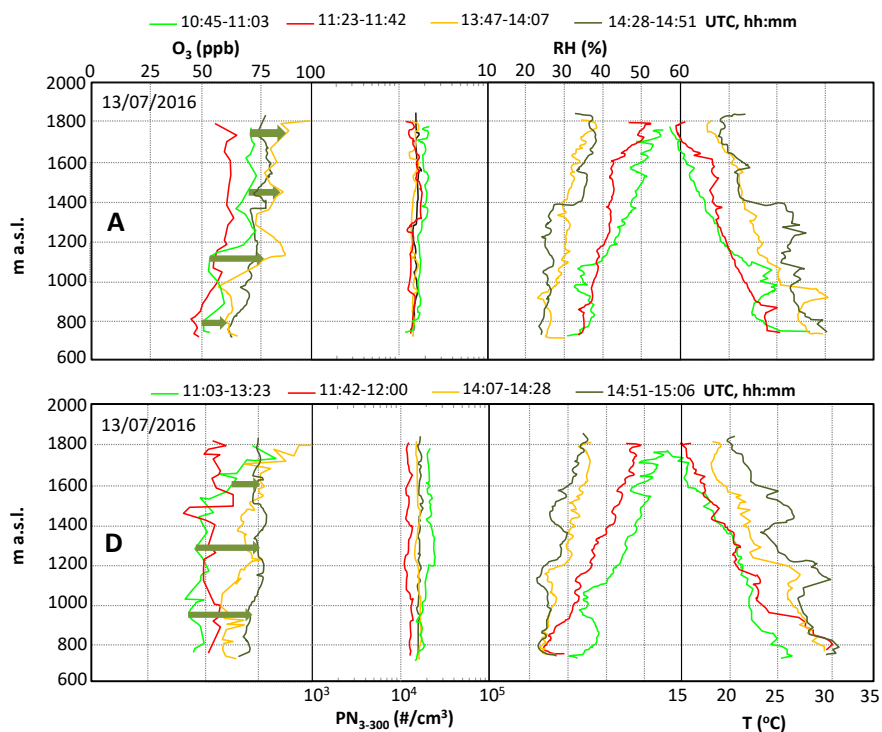 10:45-11:03 11:23-11:42 13:47-14:07 14:28-14:51 UTC, hh:mm
O3 (ppb) RH (%)
0 25 50 75 100 10 20 30 40 50 60
2000
13/07/2016
1800
1600
1400
A
1200
1000
800
600
m a.s.l.
11:03-13:23 11:42-12:00 14:07-14:28 14:51-15:06 UTC, hh:mm
2000
13/07/2016
1800
1600
1400
D
1200
1000
800
600
m a.s.l.
10³ 10⁴ 10⁵ 15 20 25 30 35
PN3-300 (#/cm³) T (ºC)